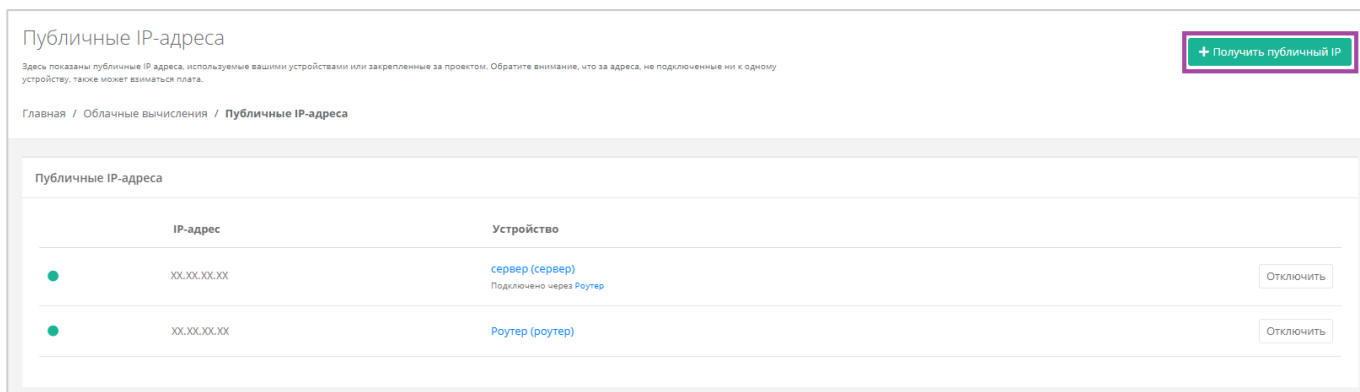 Публичные IP-адреса
+ Получить публичный IP
Здесь показаны публичные IP адреса, используемые вашими устройствами или закрепленные за проектом. Обратите внимание, что за адреса, не подключенные ни к одному
устройству, также может взиматься плата.
Главная / Облачные вычисления / Публичные IP-адреса
Публичные IP-адреса
IP-адрес Устройство
XX.XX.XX.XX сервер (сервер) Отключить
Подключено через Роутер
XX.XX.XX.XX Роутер (роутер) Отключить